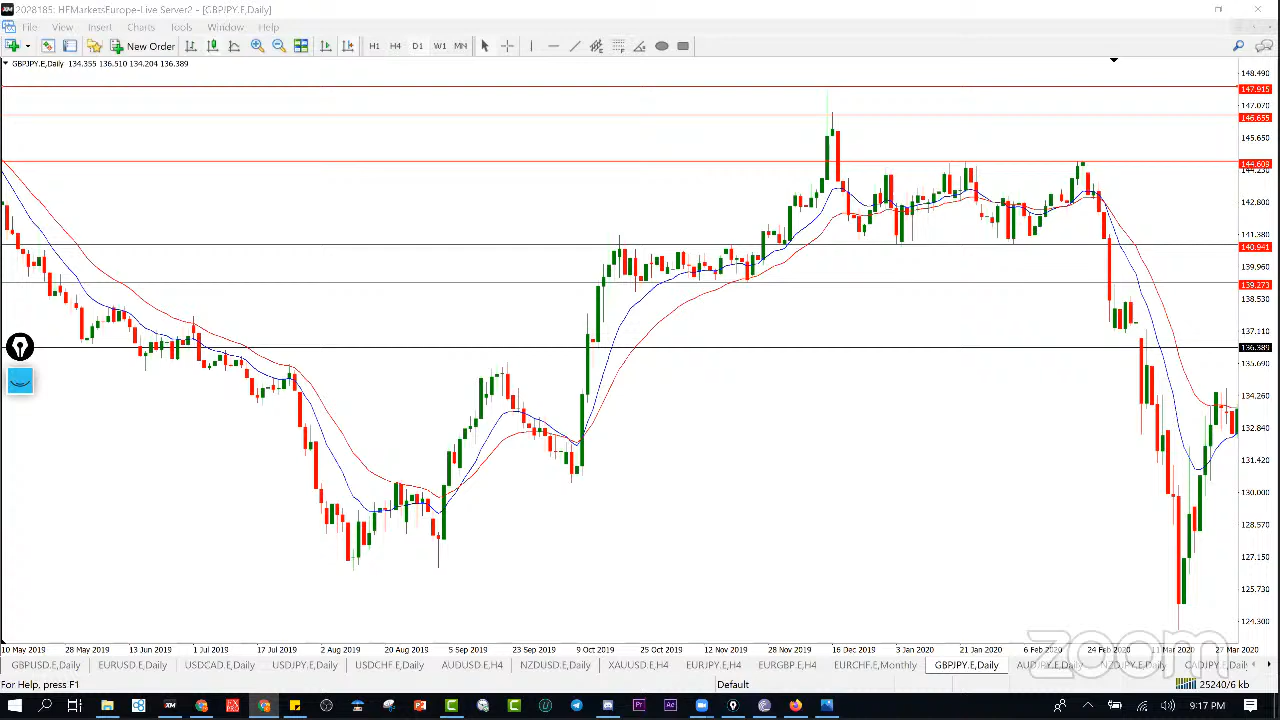 2028185: HFMarketsEurope-Live Server2 - [GBPJPY.E,Daily]
File View Insert Charts Tools Window Help
New Order H1 H4 D1 W1 MN
GBPJPY.E,Daily 134.355 136.510 134.204 136.389
148.490
147.915
147.070
146.655
145.650
144.609
144.230
142.800
141.380
140.941
139.960
139.273
138.530
137.110
136.389
135.690
134.260
132.840
131.420
130.000
128.570
127.150
125.730
124.300
10 May 2019 28 May 2019 13 Jun 2019 1 Jul 2019 17 Jul 2019 2 Aug 2019 20 Aug 2019 5 Sep 2019 23 Sep 2019 9 Oct 2019 25 Oct 2019 12 Nov 2019 28 Nov 2019 16 Dec 2019 3 Jan 2020 21 Jan 2020 6 Feb 2020 24 Feb 2020 11 Mar 2020 27 Mar 2020
zoom
GBPUSD.E,Daily EURUSD.E,Daily USDCAD.E,Daily USDJPY.E,Daily USDCHF.E,Daily AUDUSD.E,H4 NZDUSD.E,Daily XAUUSD.E,H4 EURJPY.E,H4 EURGBP.E,H4 EURCHF.E,Monthly GBPJPY.E,Daily
For Help, press F1 Default 25240/6 kb
9:17 PM